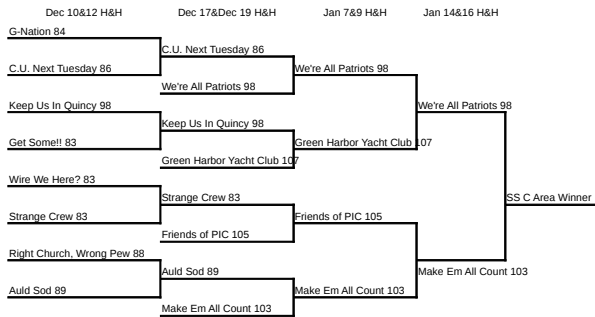 Dec 10&12 H&H
Dec 17&Dec 19 H&H
Jan 7&9 H&H
Jan 14&16 H&H
G-Nation 84
C.U. Next Tuesday 86
C.U. Next Tuesday 86
We're All Patriots 98
We're All Patriots 98
Keep Us In Quincy 98
We're All Patriots 98
Keep Us In Quincy 98
Get Some!! 83
Green Harbor Yacht Club 107
Green Harbor Yacht Club 107
Wire We Here? 83
Strange Crew 83
SS C Area Winner
Strange Crew 83
Friends of PIC 105
Friends of PIC 105
Right Church, Wrong Pew 88
Auld Sod 89
Make Em All Count 103
Auld Sod 89
Make Em All Count 103
Make Em All Count 103